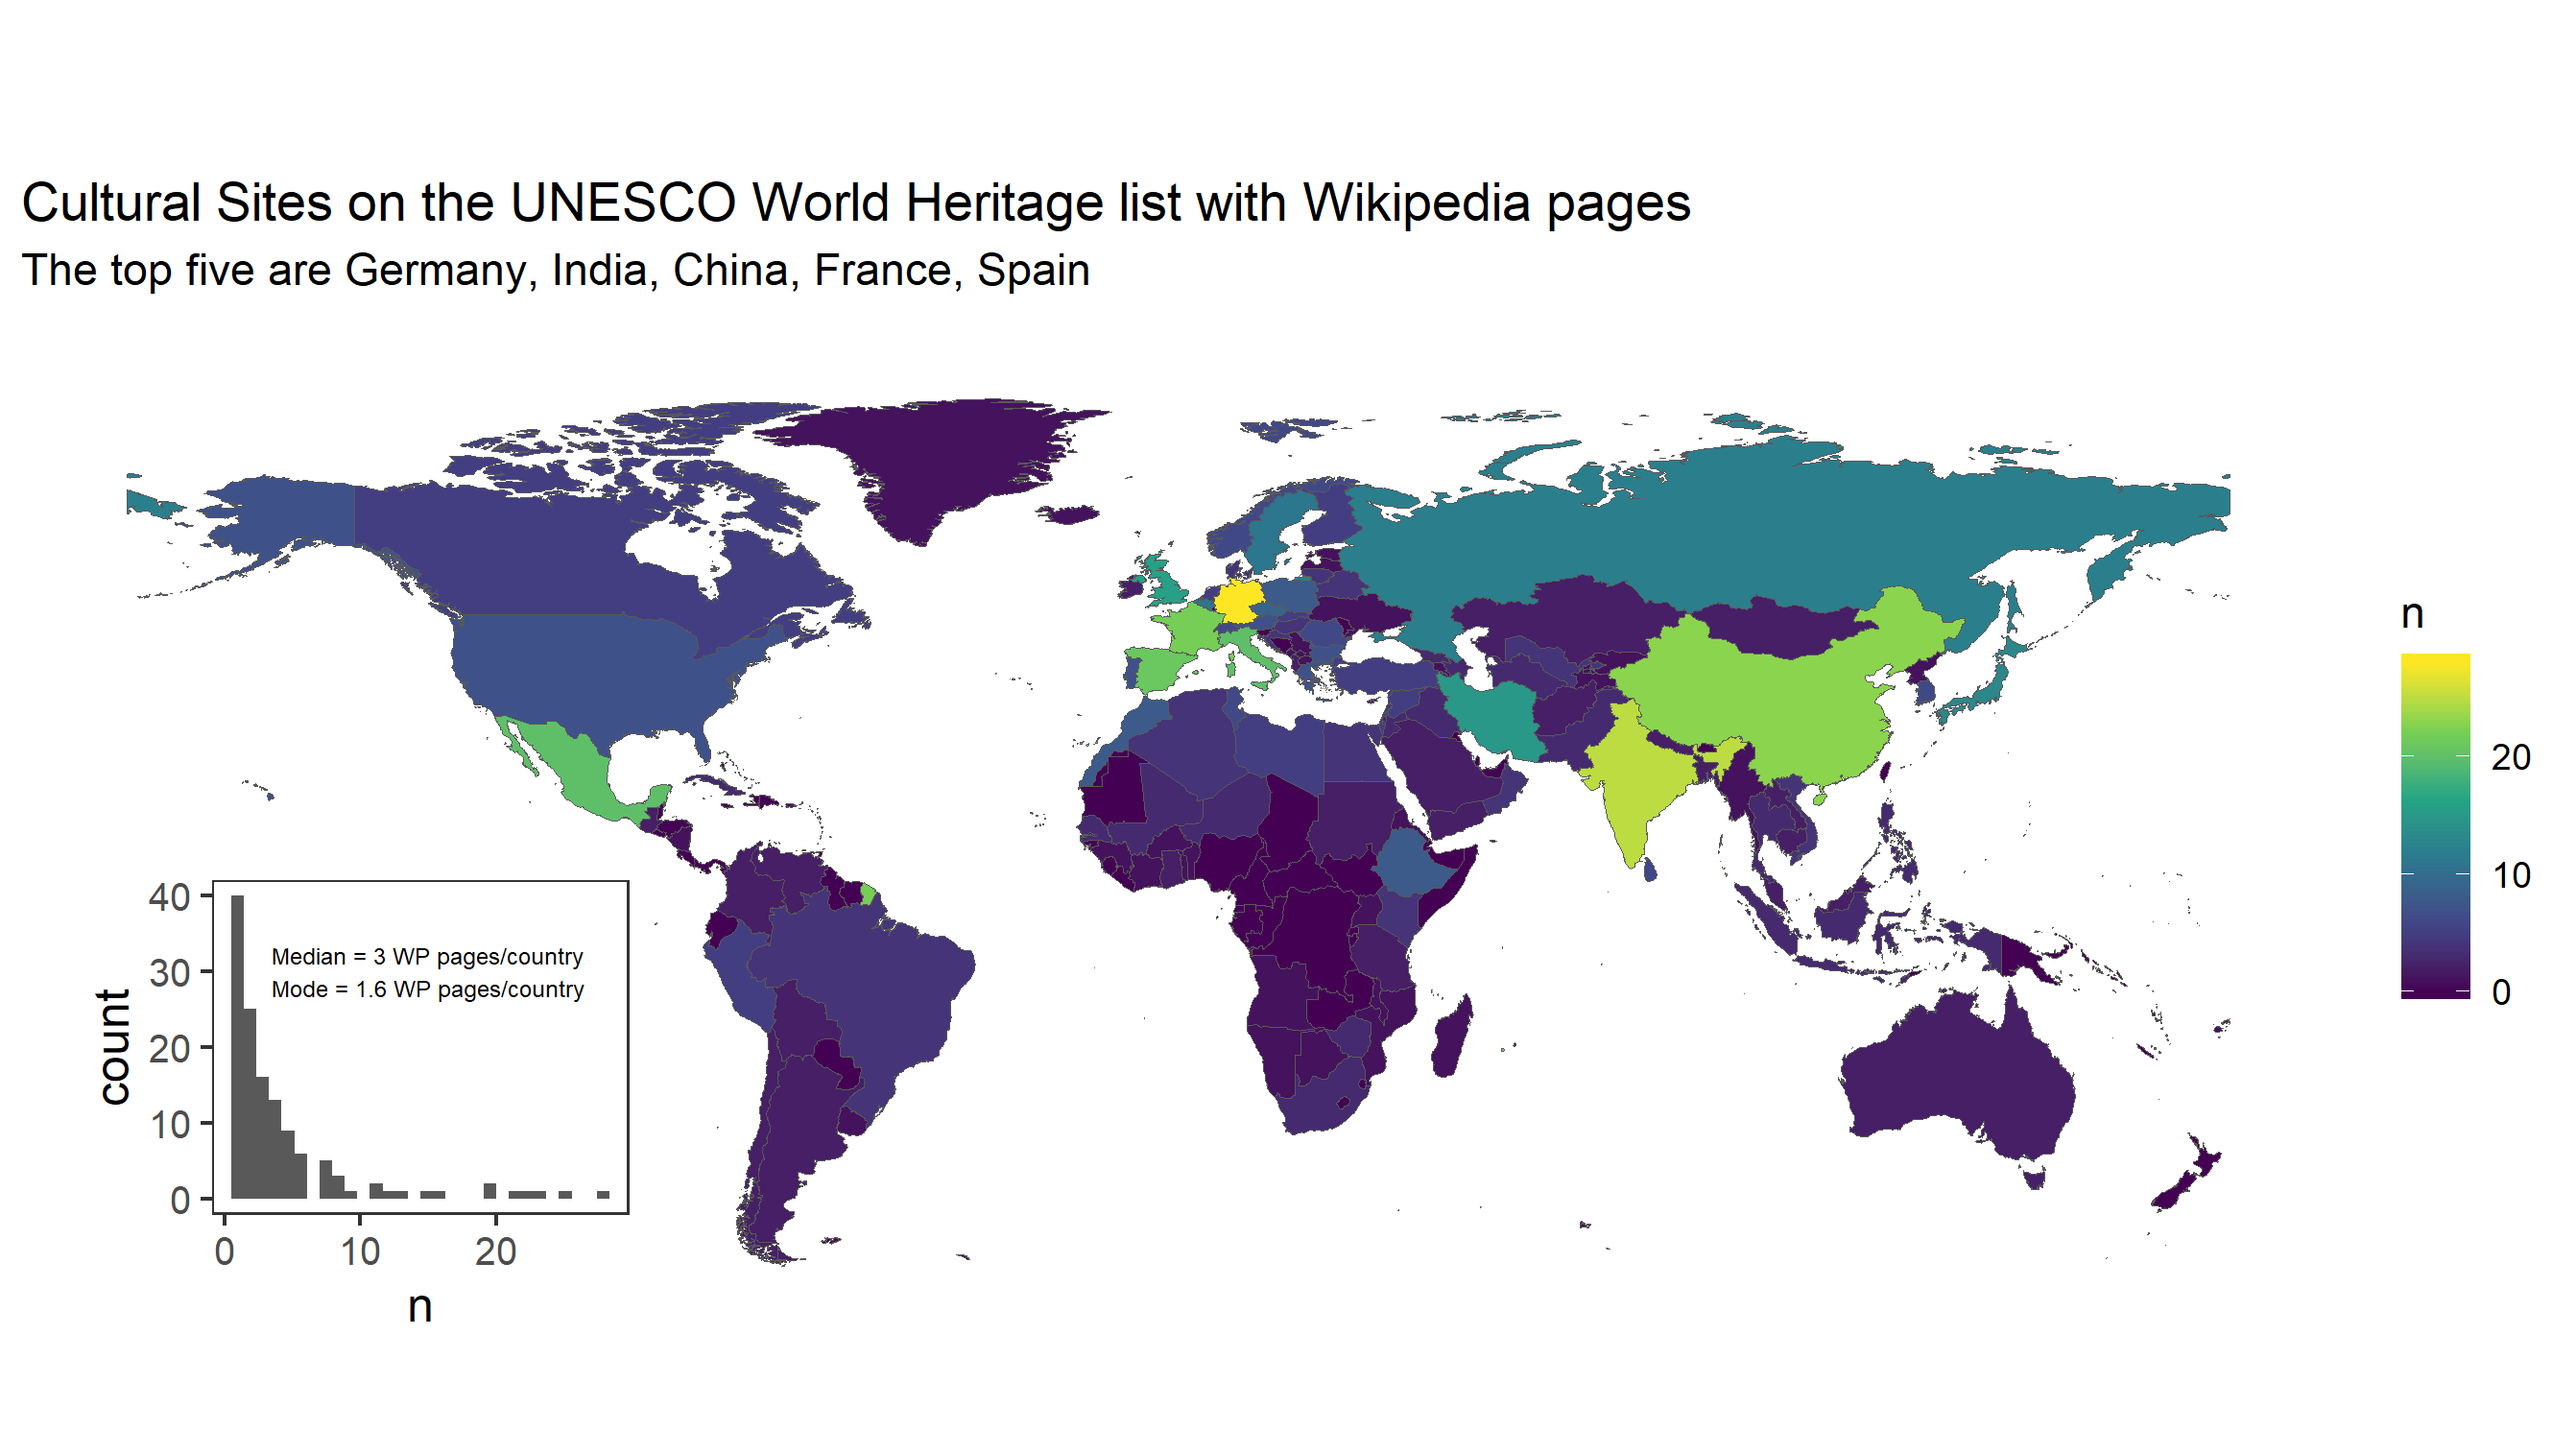 Cultural Sites on the UNESCO World Heritage list with Wikipedia pages
The top five are Germany, India, China, France, Spain
n
20
10
0
40
30
20
10
0
count
Median = 3 WP pages/country
Mode = 1.6 WP pages/country
0 10 20
n